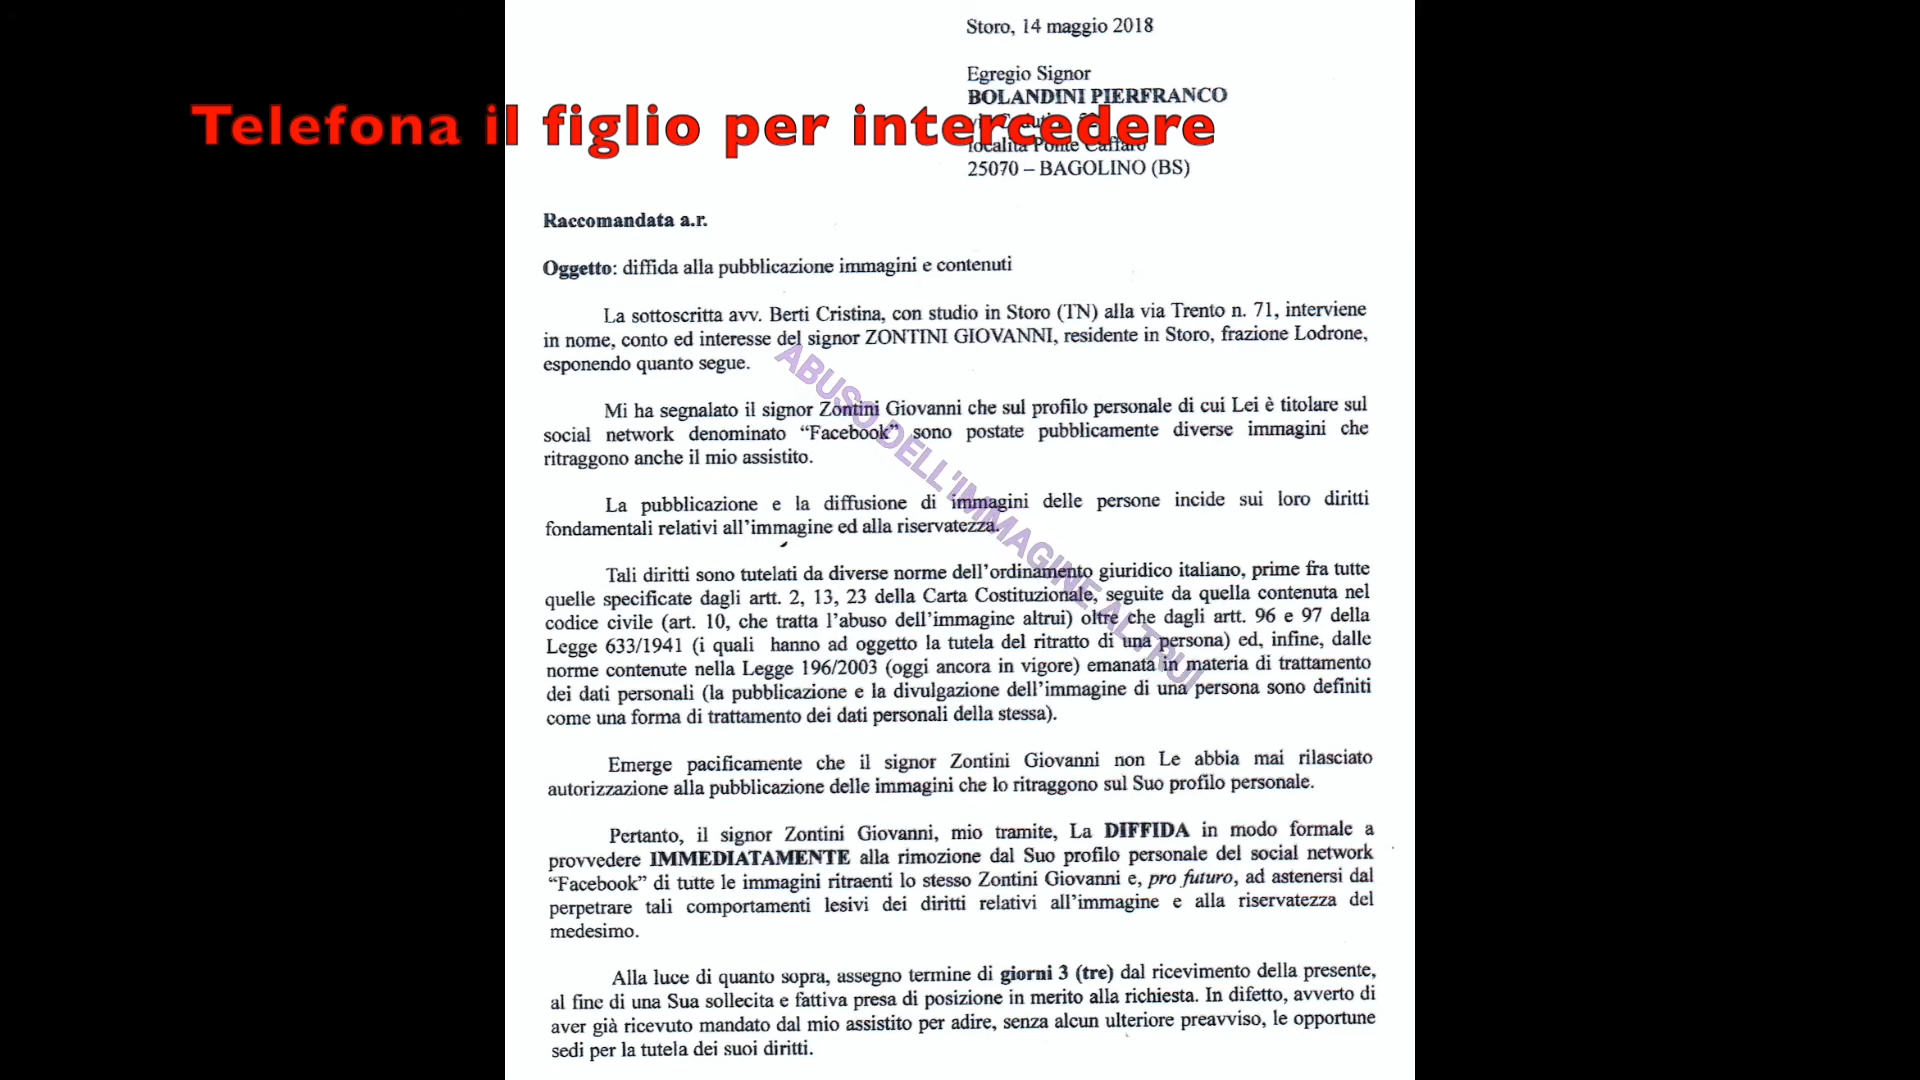 Storo, 14 maggio 2018
Egregio Signor
BOLANDINI PIERFRANCO
Telefona il figlio per intercedere
località Ponte Caffaro
25070 – BAGOLINO (BS)
Raccomandata a.r.
Oggetto: diffida alla pubblicazione immagini e contenuti
La sottoscritta avv. Berti Cristina, con studio in Storo (TN) alla via Trento n. 71, interviene
in nome, conto ed interesse del signor ZONTINI GIOVANNI, residente in Storo, frazione Lodrone,
esponendo quanto segue.
Mi ha segnalato il signor Zontini Giovanni che sul profilo personale di cui Lei è titolare sul
social network denominato “Facebook” sono postate pubblicamente diverse immagini che
ritraggono anche il mio assistito.
La pubblicazione e la diffusione di immagini delle persone incide sui loro diritti
fondamentali relativi all’immagine ed alla riservatezza.
ABUSO DELL'IMMAGINE ALTRUI
Tali diritti sono tutelati da diverse norme dell’ordinamento giuridico italiano, prime fra tutte
quelle specificate dagli artt. 2, 13, 23 della Carta Costituzionale, seguite da quella contenuta nel
codice civile (art. 10, che tratta l’abuso dell’immagine altrui) oltre che dagli artt. 96 e 97 della
Legge 633/1941 (i quali hanno ad oggetto la tutela del ritratto di una persona) ed, infine, dalle
norme contenute nella Legge 196/2003 (oggi ancora in vigore) emanata in materia di trattamento
dei dati personali (la pubblicazione e la divulgazione dell’immagine di una persona sono definiti
come una forma di trattamento dei dati personali della stessa).
Emerge pacificamente che il signor Zontini Giovanni non Le abbia mai rilasciato
autorizzazione alla pubblicazione delle immagini che lo ritraggono sul Suo profilo personale.
Pertanto, il signor Zontini Giovanni, mio tramite, La DIFFIDA in modo formale a
provvedere IMMEDIATAMENTE alla rimozione dal Suo profilo personale del social network
“Facebook” di tutte le immagini ritraenti lo stesso Zontini Giovanni e, pro futuro, ad astenersi dal
perpetrare tali comportamenti lesivi dei diritti relativi all’immagine e alla riservatezza del
medesimo.
Alla luce di quanto sopra, assegno termine di giorni 3 (tre) dal ricevimento della presente,
al fine di una Sua sollecita e fattiva presa di posizione in merito alla richiesta. In difetto, avverto di
aver già ricevuto mandato dal mio assistito per adire, senza alcun ulteriore preavviso, le opportune
sedi per la tutela dei suoi diritti.